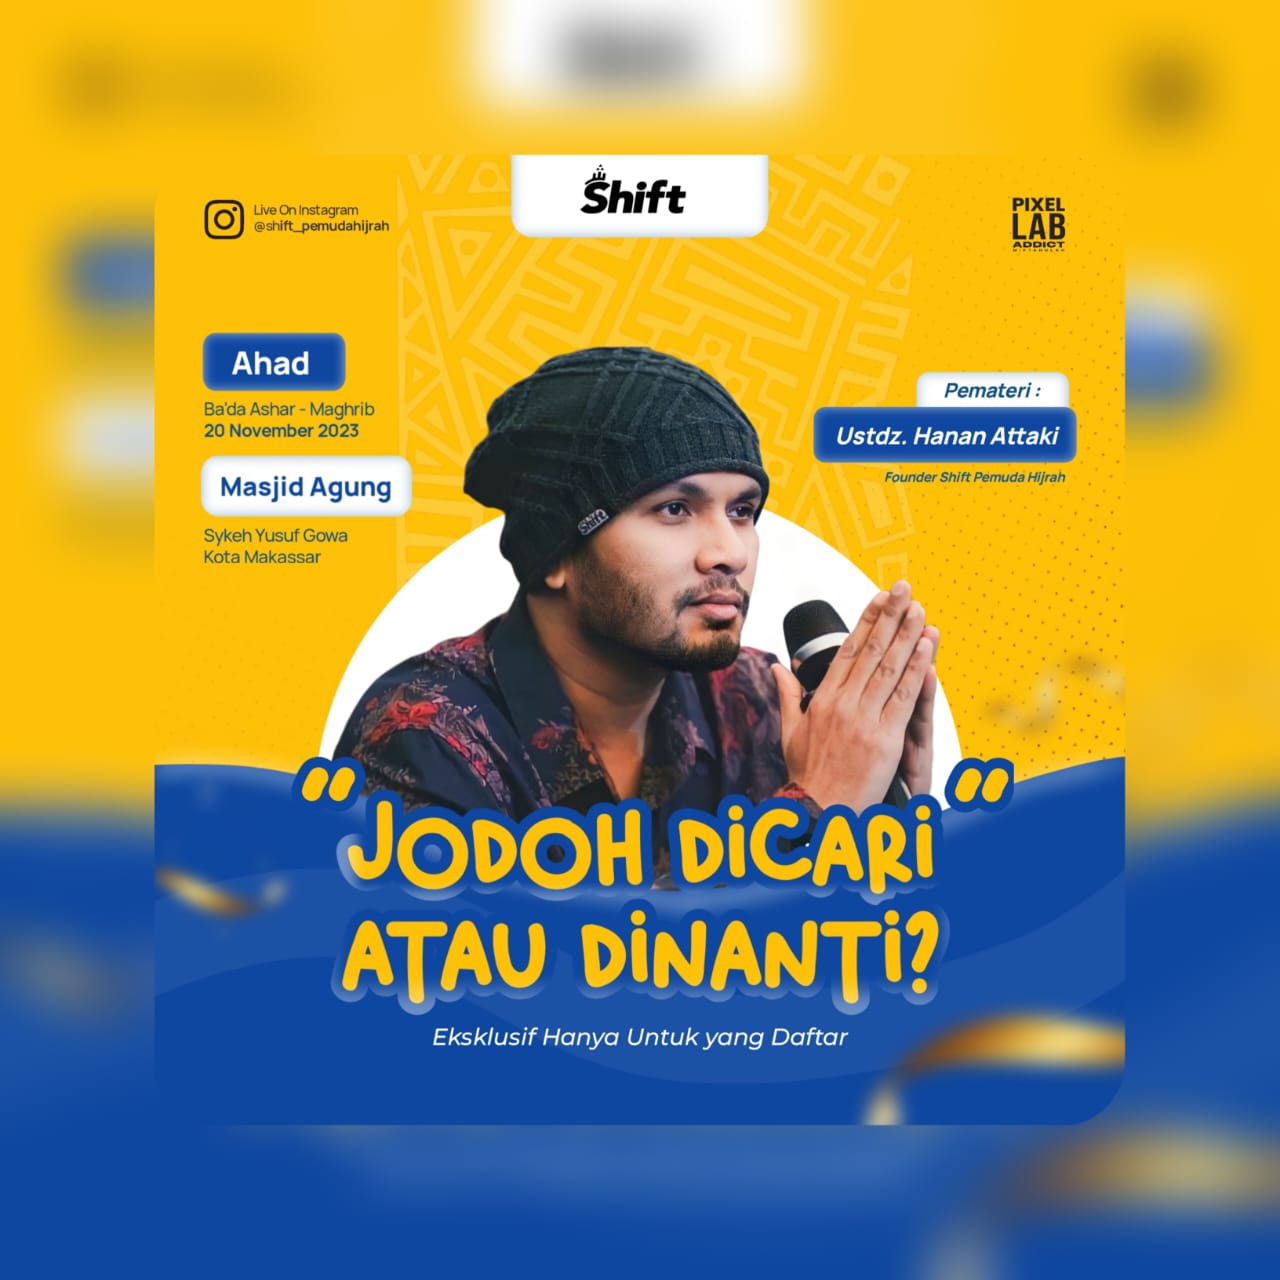 Shift
Live On Instagram
@shift_pemudahijrah
PIXEL
LAB
ADDICT
Ahad
Ba'da Ashar - Maghrib
20 November 2023
Masjid Agung
Sykeh Yusuf Gowa
Kota Makassar
Pemateri :
Ustdz. Hanan Attaki
Founder Shift Pemuda Hijrah
Shift
"JODOH DiCARi
ATAU DiNANTi?"
Eksklusif Hanya Untuk yang Daftar